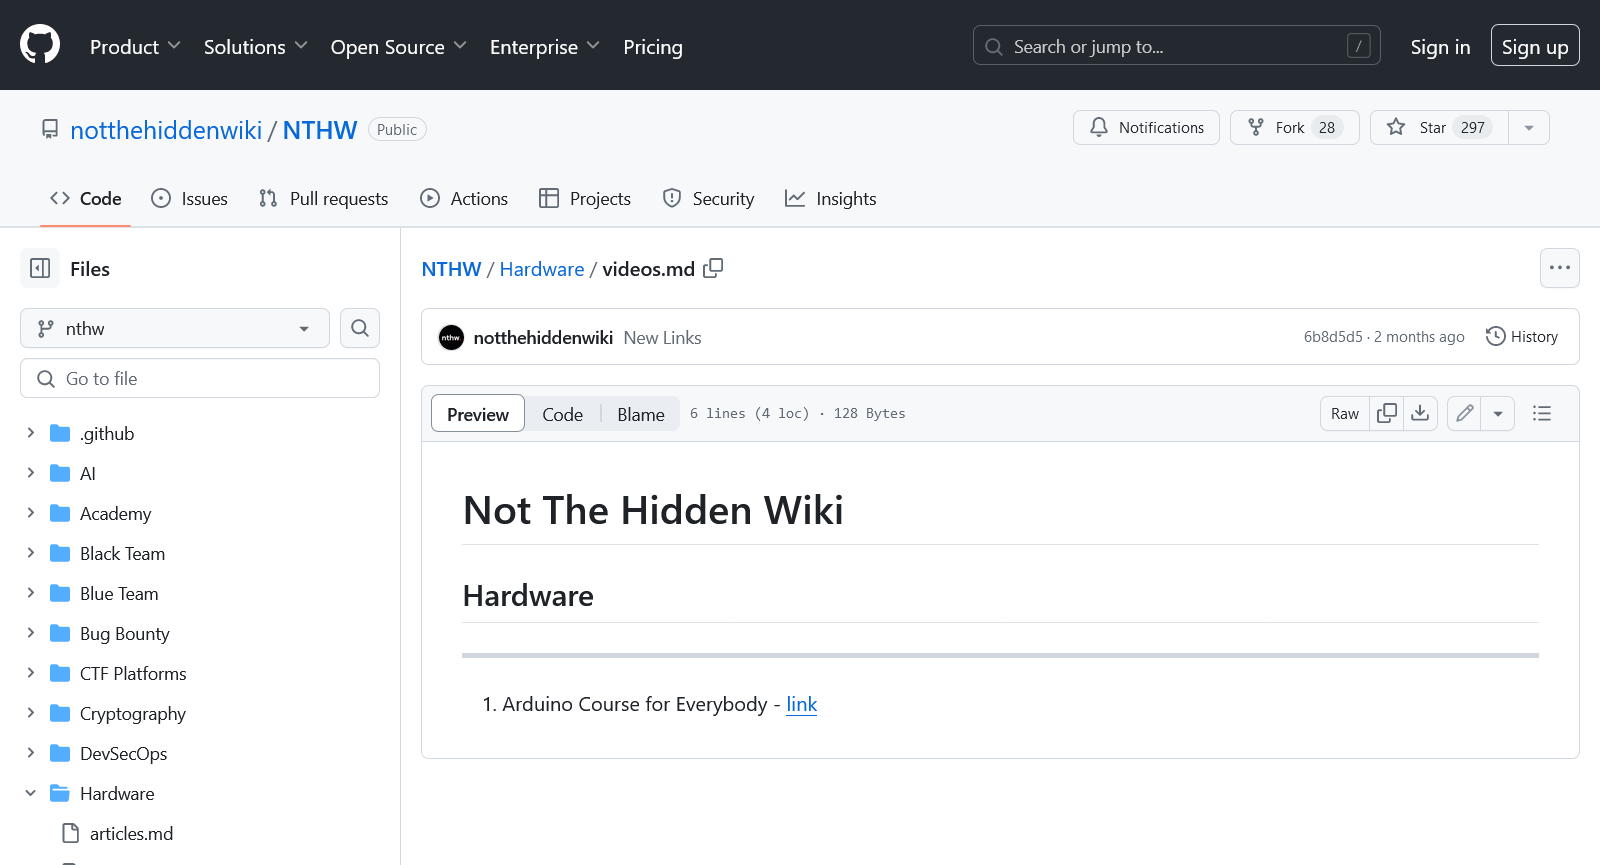 Product Solutions Open Source Enterprise Pricing Search or jump to... / Sign in Sign up
notthehiddenwiki / NTHW Public Notifications Fork 28 Star 297
Code Issues Pull requests Actions Projects Security Insights
Files
nthw
Go to file
.github
AI
Academy
Black Team
Blue Team
Bug Bounty
CTF Platforms
Cryptography
DevSecOps
Hardware
articles.md
NTHW / Hardware / videos.md
nthw notthehiddenwiki New Links 6b8d5d5 · 2 months ago History
Preview Code Blame 6 lines (4 loc) · 128 Bytes Raw
Not The Hidden Wiki
Hardware
1. Arduino Course for Everybody - link